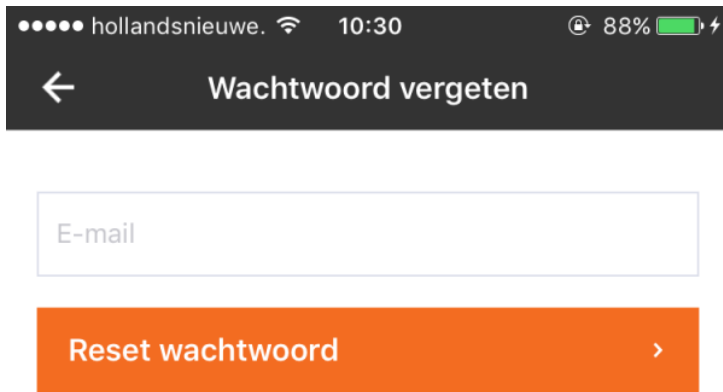 hollandsnieuwe. 10:30 88%
Wachtwoord vergeten
E-mail
Reset wachtwoord